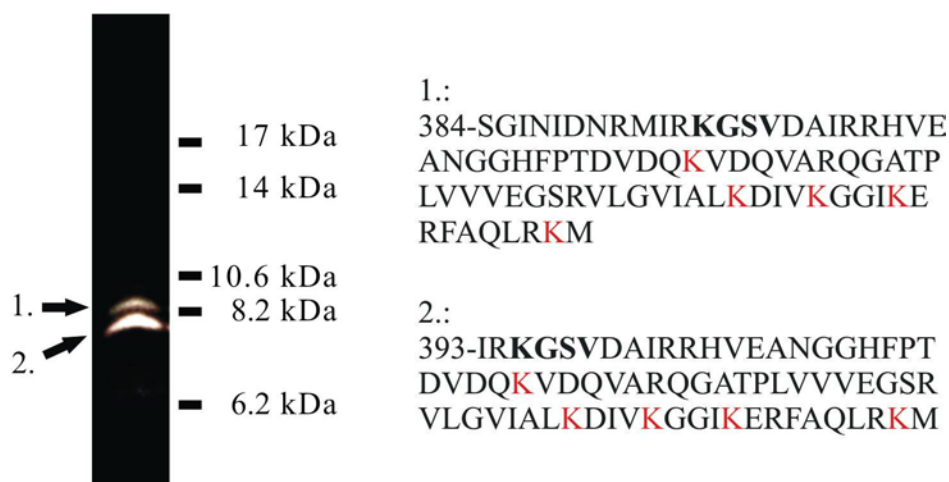 17 kDa
14 kDa
10.6 kDa
1.
8.2 kDa
2.
6.2 kDa
1.:
384-SGINIDNRMIRKGSVDAIRRHVE
ANGGHFPTDVDQKVDQVARQGATP
LVVVEGSRVLGVIALKDIVKGGIKE
RFAQLRKM
2.:
393-IRKGSVDAIRRHVEANGGHFPT
DVDQKVDQVARQGATPLVVVEGSR
VLGVIALKDIVKGGIKERFAQLRKM